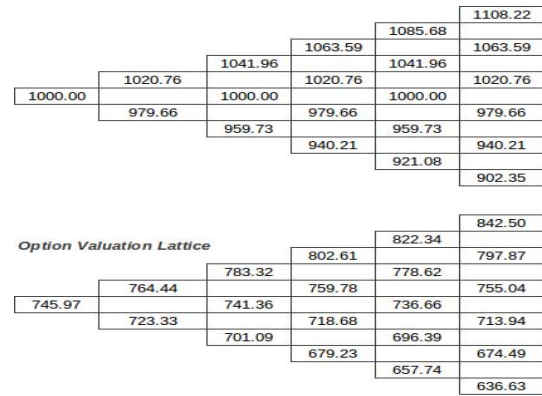 1108.22
1085.68
1063.59 1063.59
1041.96 1041.96
1020.76 1020.76 1020.76
1000.00 1000.00 1000.00
979.66 979.66 979.66
959.73 959.73
940.21 940.21
921.08
902.35
842.50
Option Valuation Lattice 822.34
802.61 797.87
783.32 778.62
764.44 759.78 755.04
745.97 741.36 736.66
723.33 718.68 713.94
701.09 696.39
679.23 674.49
657.74
636.63